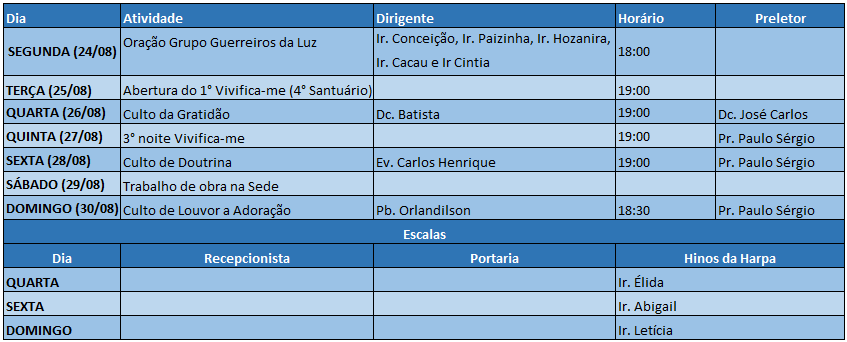 Dia Atividade Dirigente Horário Preletor
SEGUNDA (24/08) Oração Grupo Guerreiros da Luz Ir. Conceição, Ir. Paizinha, Ir. Hozanira, 18:00
Ir. Cacau e Ir Cintia
TERÇA (25/08) Abertura do 1° Vivifica-me (4° Santuário) 19:00
QUARTA (26/08) Culto da Gratidão Dc. Batista 19:00 Dc. José Carlos
QUINTA (27/08) 3° noite Vivifica-me 19:00 Pr. Paulo Sérgio
SEXTA (28/08) Culto de Doutrina Ev. Carlos Henrique 19:00 Pr. Paulo Sérgio
SÁBADO (29/08) Trabalho de obra na Sede
DOMINGO (30/08) Culto de Louvor a Adoração Pb. Orlandilson 18:30 Pr. Paulo Sérgio
Escalas
Dia Recepcionista Portaria Hinos da Harpa
QUARTA Ir. Élida
SEXTA Ir. Abigail
DOMINGO Ir. Letícia